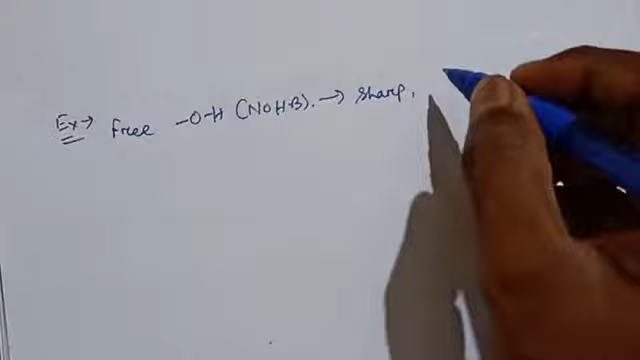 Ex→ Free -O-H (NOHB). → Sharp,